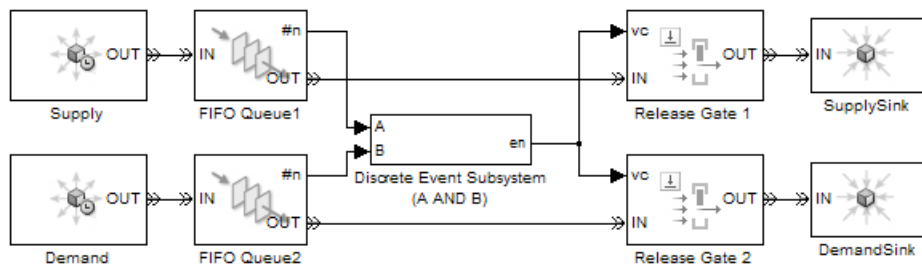 OUT
Supply
IN
#n
OUT
FIFO Queue1
vc
IN
OUT
Release Gate 1
IN
SupplySink
A
B
en
Discrete Event Subsystem
(A AND B)
OUT
Demand
IN
#n
OUT
FIFO Queue2
vc
IN
OUT
Release Gate 2
IN
DemandSink